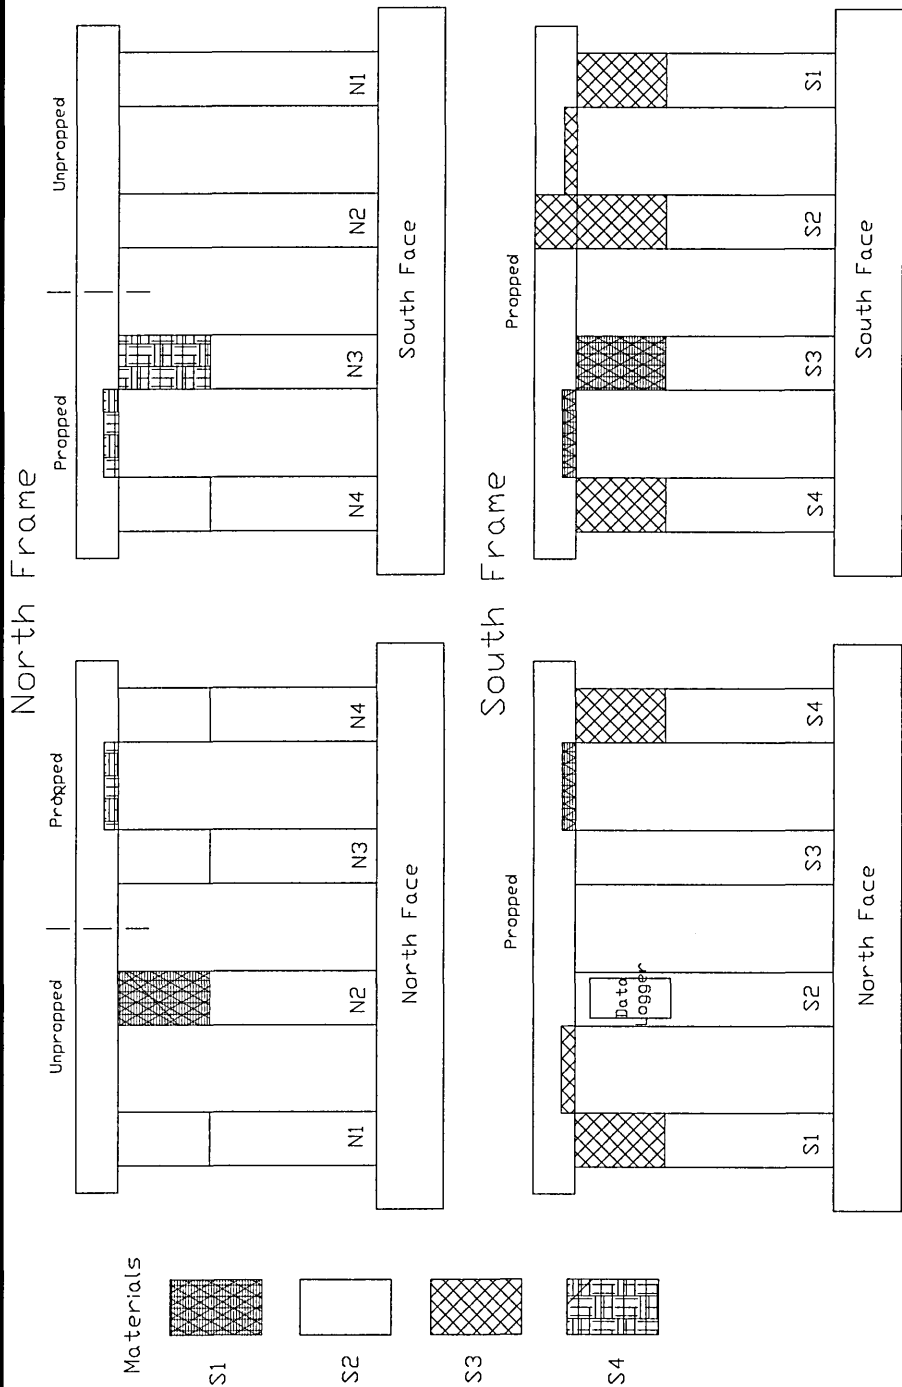 North Frame
Unpropped
Propped
Propped
Unpropped
N1
N2
N3
N4
N4
N3
N2
N1
North Face
South Face
South Frame
Propped
Propped
Data
Logger
S1
S2
S3
S4
S4
S3
S2
S1
North Face
South Face
Materials
S1
S2
S3
S4